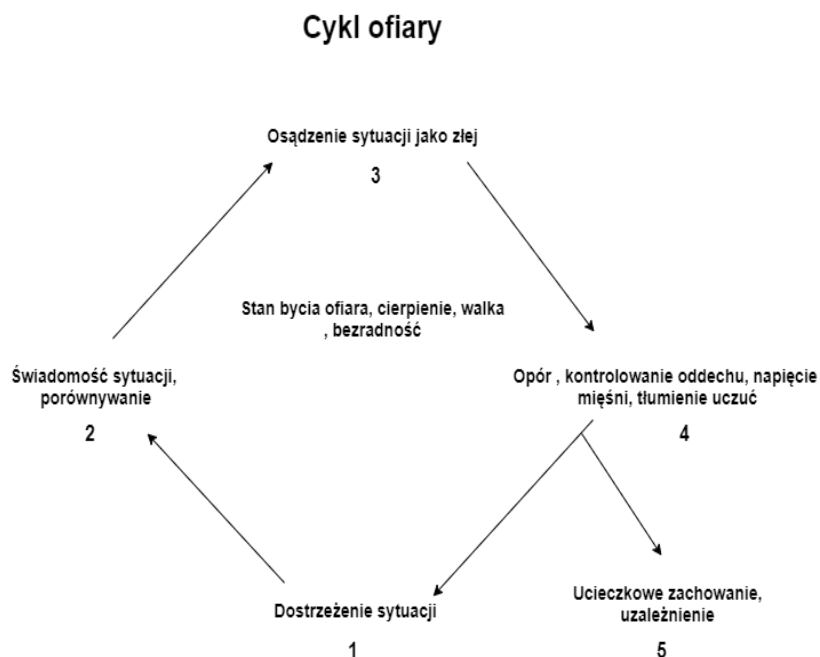 Cykl ofiary
Osądzenie sytuacji jako złej
3
Stan bycia ofiara, cierpienie, walka
, bezradność
Świadomość sytuacji,
porównywanie
2
Opór , kontrolowanie oddechu, napięcie
mięśni, tłumienie uczuć
4
Dostrzeżenie sytuacji
1
Ucieczkowe zachowanie,
uzależnienie
5